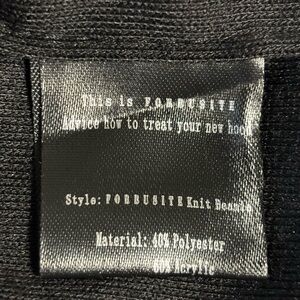 This is FORBUSITE
Advice how to treat your new hood
Style: FORBUSITE Knit Beanie
Material: 40% Polyester
60% Acrylic